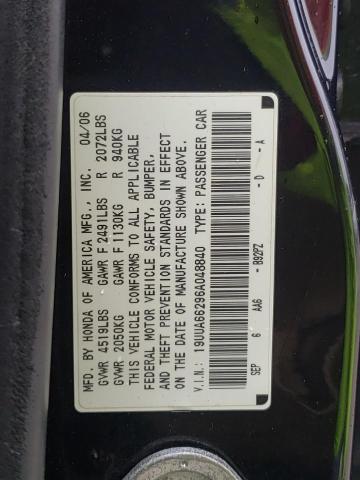 MFD. BY HONDA OF AMERICA MFG., INC. 04/06
GVWR 4519LBS GAWR F 2491LBS R 2072LBS
GVWR 2050KG GAWR F 1130KG R 940KG
THIS VEHICLE CONFORMS TO ALL APPLICABLE
FEDERAL MOTOR VEHICLE SAFETY, BUMPER,
AND THEFT PREVENTION STANDARDS IN EFFECT
ON THE DATE OF MANUFACTURE SHOWN ABOVE.
V.I.N.: 19UUA66296A048840 TYPE: PASSENGER CAR
SEP 6 AA6 - B92PZ - D - A